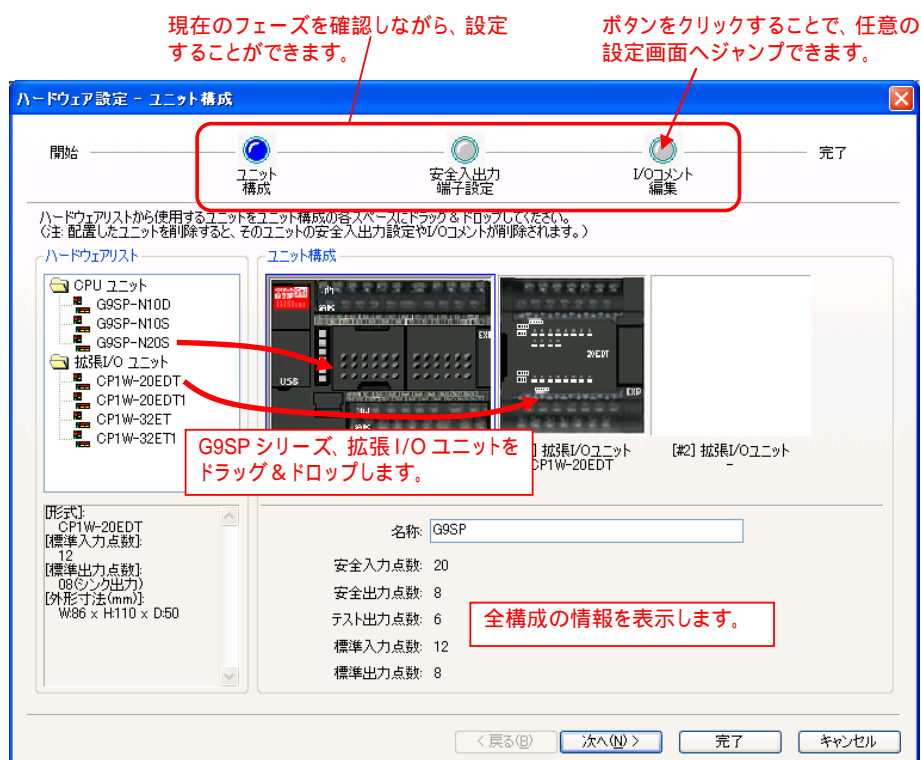 現在のフェーズを確認しながら、設定
することができます。
ボタンをクリックすることで、任意の
設定画面へジャンプできます。
ハードウェア設定 - ユニット構成
開始
ユニット
構成
安全入出力
端子設定
I/Oコメント
編集
完了
ハードウェアリストから使用するユニットをユニット構成の各スペースにドラッグ&ドロップしてください。
(注: 配置したユニットを削除すると、そのユニットの安全入出力設定やI/Oコメントが削除されます。)
ハードウェアリスト
CPU ユニット
G9SP-N10D
G9SP-N10S
G9SP-N20S
拡張I/O ユニット
CP1W-20EDT
CP1W-20EDT1
CP1W-32ET
CP1W-32ET1
ユニット構成
USB
20EDT
EXP
G9SP シリーズ、拡張 I/O ユニットを
ドラッグ&ドロップします。
] 拡張I/Oユニット
CP1W-20EDT
[#2] 拡張I/Oユニット
-
[形式]:
CP1W-20EDT
[標準入力点数]:
12
[標準出力点数]:
08(シンク出力)
[外形寸法(mm)]:
W:86 x H:110 x D:50
名称: G9SP
安全入力点数: 20
安全出力点数: 8
テスト出力点数: 6
標準入力点数: 12
標準出力点数: 8
全構成の情報を表示します。
< 戻る(B)
次へ(N) >
完了
キャンセル